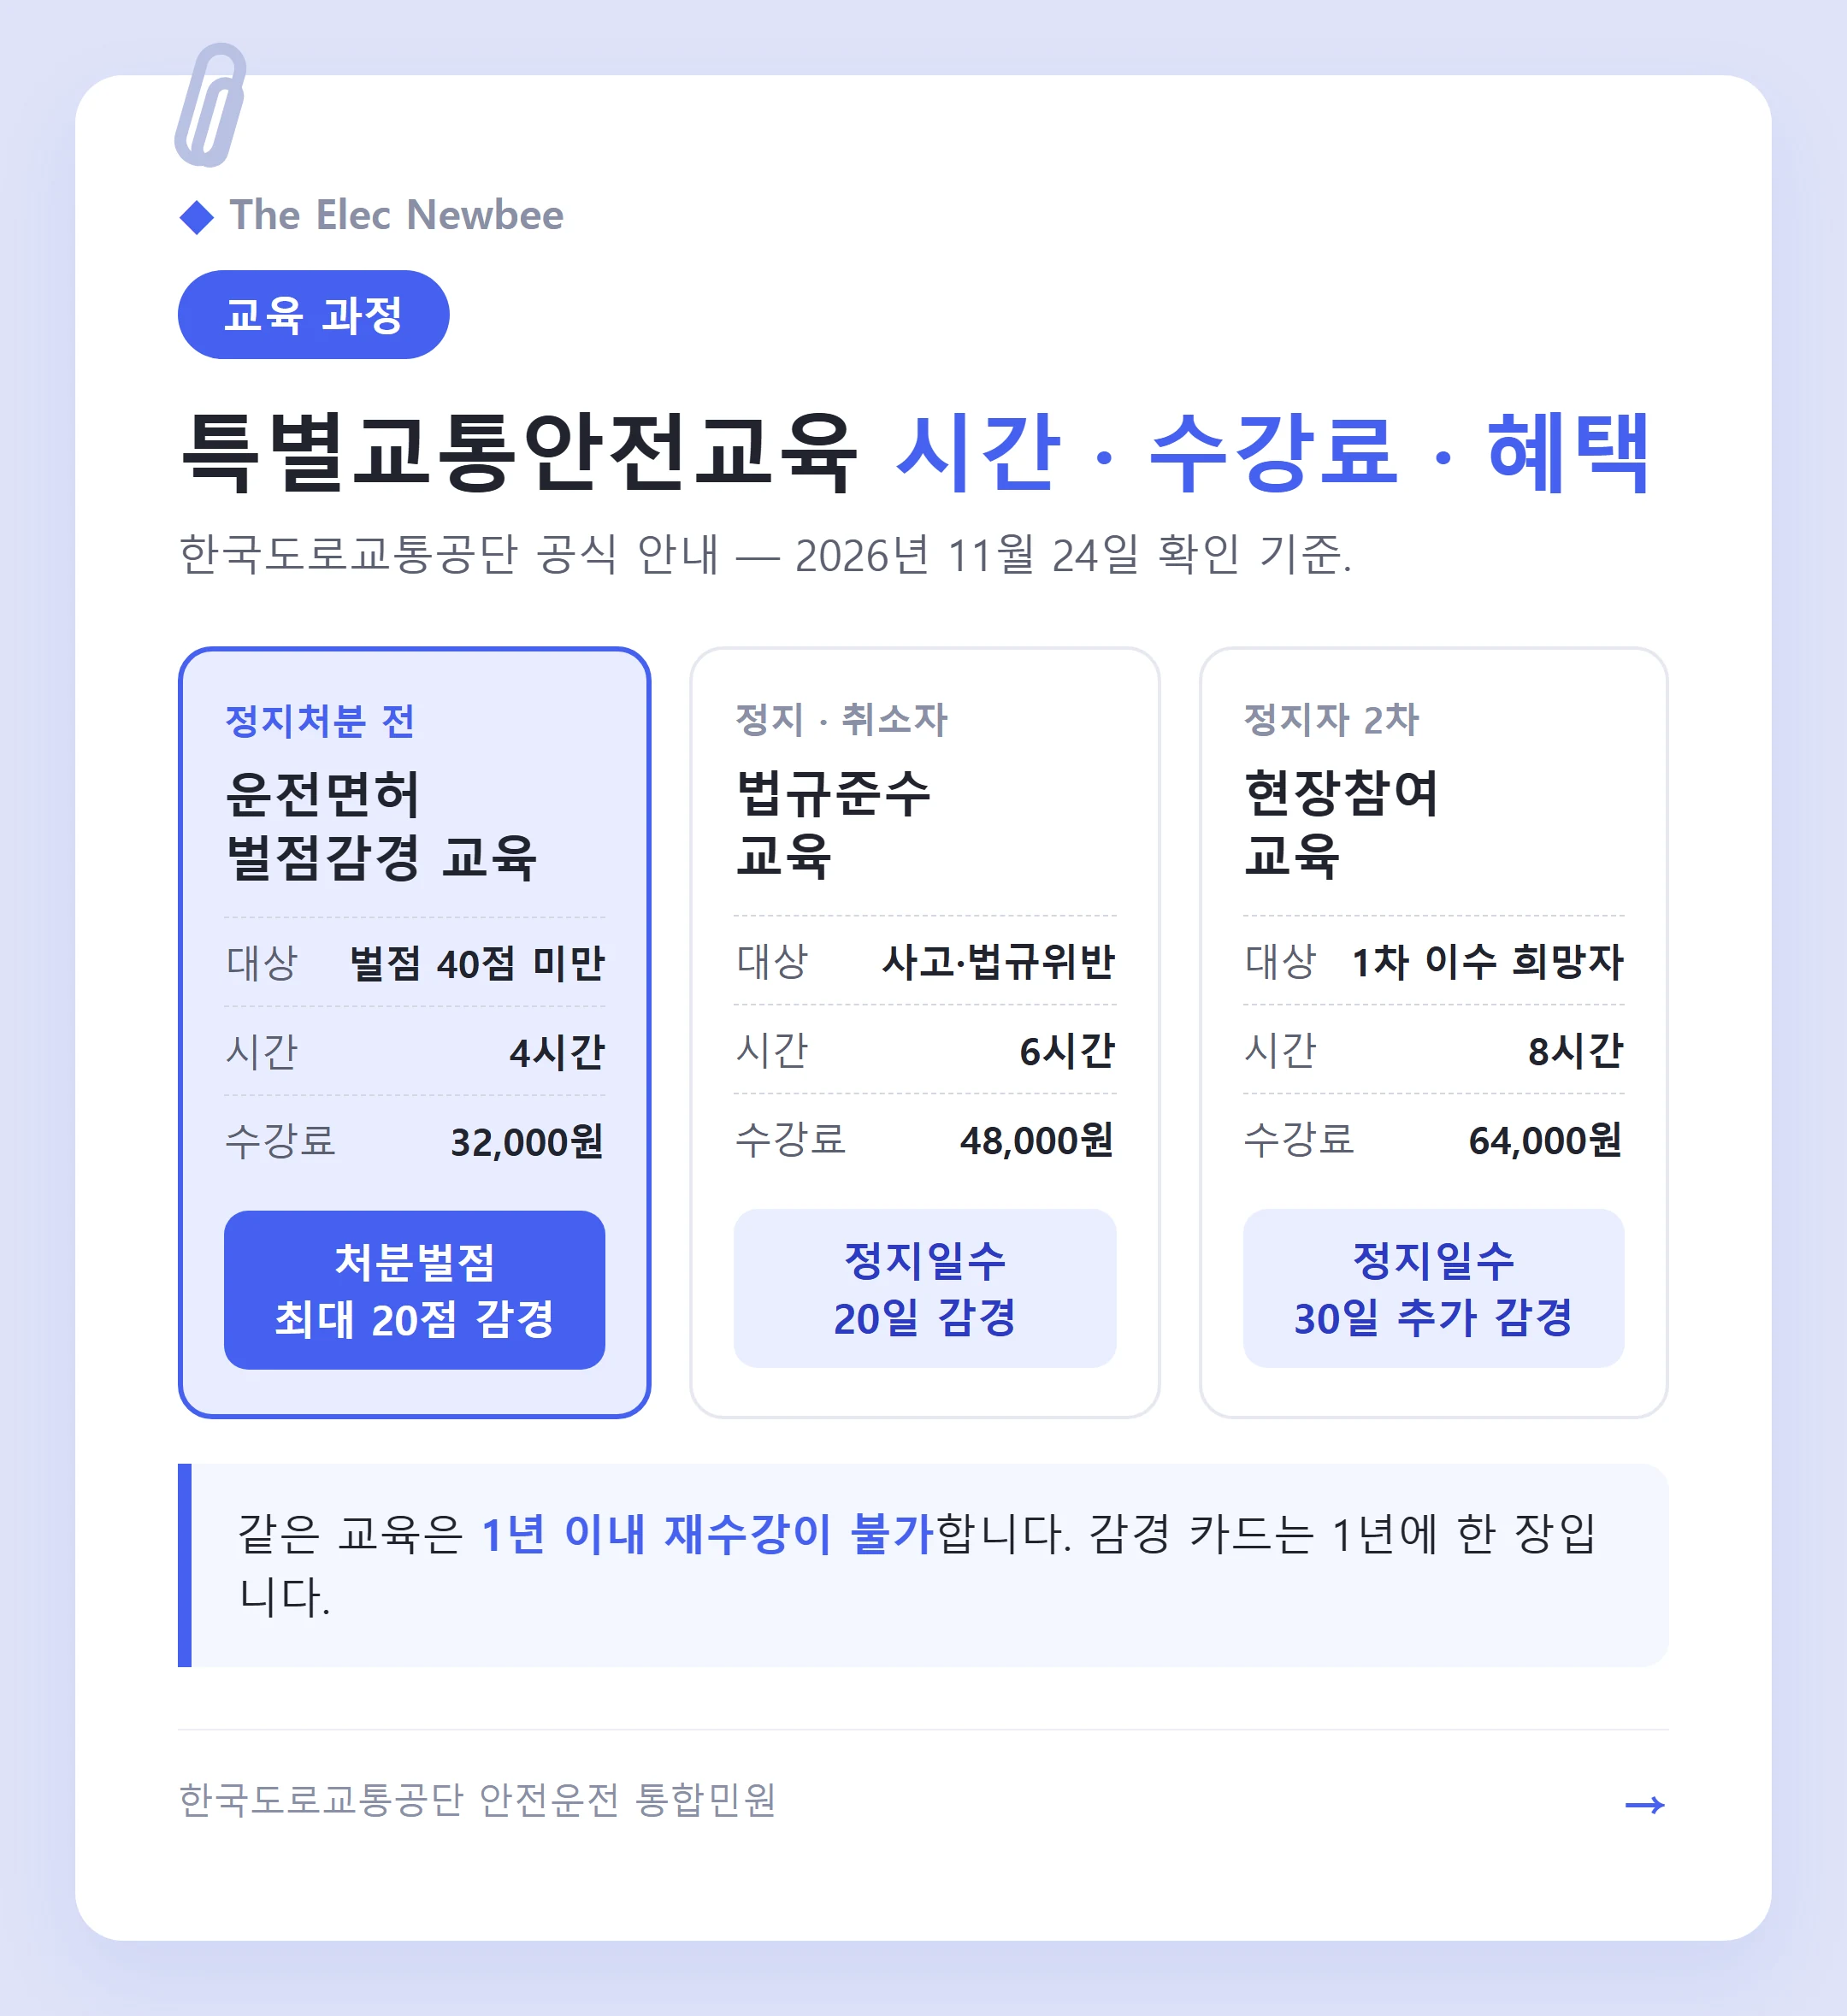 ◆ The Elec Newbee
교육 과정
특별교통안전교육 시간 · 수강료 · 혜택
한국도로교통공단 공식 안내 — 2026년 11월 24일 확인 기준.
정지처분 전
운전면허
벌점감경 교육
대상 벌점 40점 미만
시간 4시간
수강료 32,000원
처분벌점
최대 20점 감경
정지 · 취소자
법규준수
교육
대상 사고·법규위반
시간 6시간
수강료 48,000원
정지일수
20일 감경
정지자 2차
현장참여
교육
대상 1차 이수 희망자
시간 8시간
수강료 64,000원
정지일수
30일 추가 감경
같은 교육은 1년 이내 재수강이 불가합니다. 감경 카드는 1년에 한 장입
니다.
한국도로교통공단 안전운전 통합민원
→